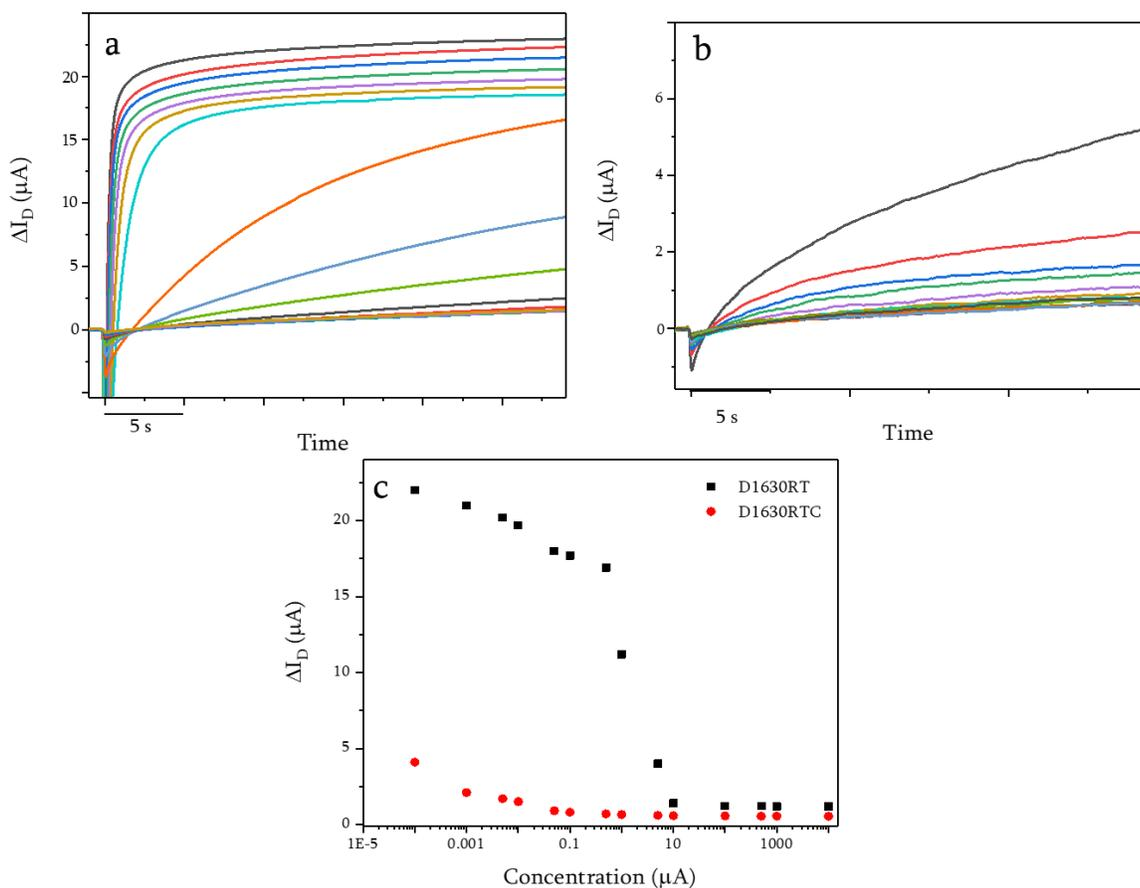 a
20
15
10
5
0
ΔI_D (μA)
5 s
Time
b
6
4
2
0
ΔI_D (μA)
5 s
Time
c
D1630RT
D1630RTC
20
15
10
5
0
ΔI_D (μA)
1E-5 0.001 0.1 10 1000
Concentration (μA)